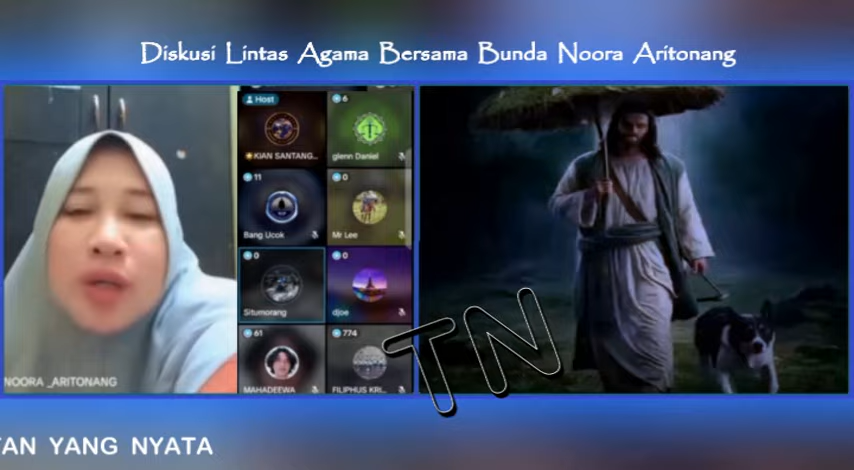 Diskusi Lintas Agama Bersama Bunda Noora Aritonang
Host
6
KIAN SANTANG...
glenn Daniel
11
0
Bang Ucok
Mr Lee
0
0
Situmorang
djoe
61
774
MAHADEEWA
FILIPHUS KRI...
NOORA _ARITONANG
TN
TAN YANG NYATA